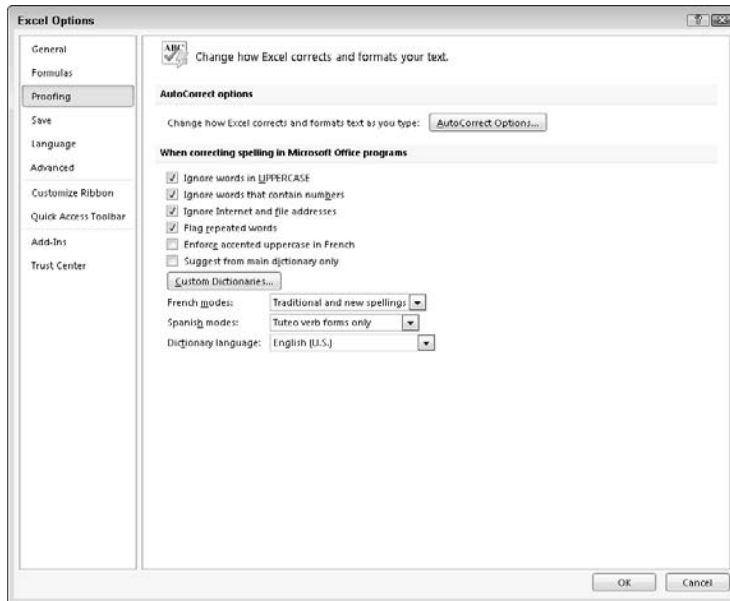 Excel Options
General
Formulas
Proofing
Save
Language
Advanced
Customize Ribbon
Quick Access Toolbar
Add-Ins
Trust Center
ABC
Change how Excel corrects and formats your text.
AutoCorrect options
Change how Excel corrects and formats text as you type: AutoCorrect Options...
When correcting spelling in Microsoft Office programs
Ignore words in UPPERCASE
Ignore words that contain numbers
Ignore Internet and file addresses
Flag repeated words
Enforce accented uppercase in French
Suggest from main dictionary only
Custom Dictionaries...
French modes: Traditional and new spellings
Spanish modes: Tuteo verb forms only
Dictionary language: English (U.S.)
OK Cancel